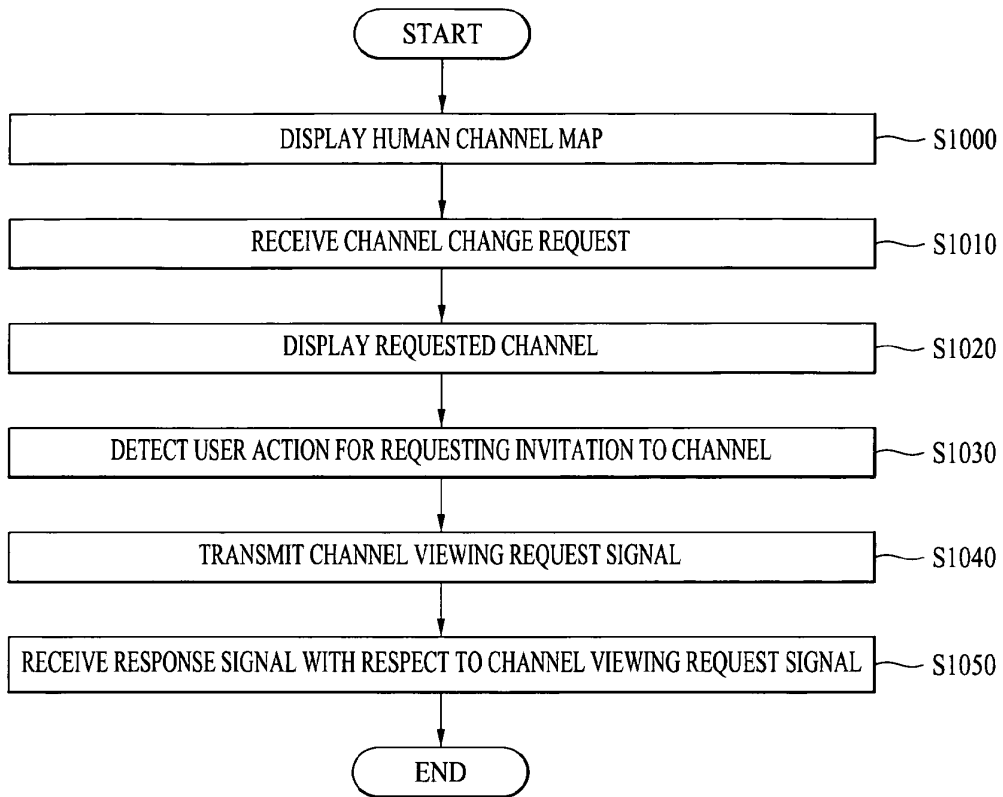 START
DISPLAY HUMAN CHANNEL MAP
S1000
RECEIVE CHANNEL CHANGE REQUEST
S1010
DISPLAY REQUESTED CHANNEL
S1020
DETECT USER ACTION FOR REQUESTING INVITATION TO CHANNEL
S1030
TRANSMIT CHANNEL VIEWING REQUEST SIGNAL
S1040
RECEIVE RESPONSE SIGNAL WITH RESPECT TO CHANNEL VIEWING REQUEST SIGNAL
S1050
END